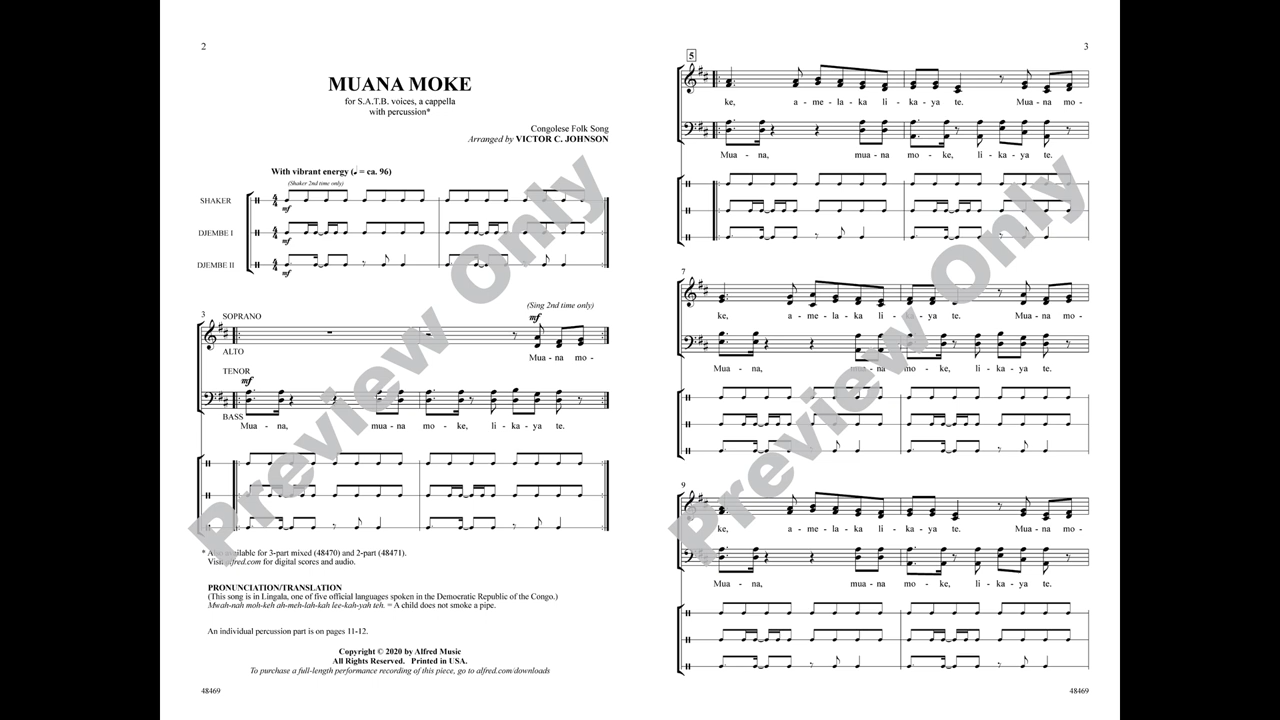 2
MUANA MOKE
for S.A.T.B. voices, a cappella
with percussion*
Congolese Folk Song
Arranged by VICTOR C. JOHNSON
With vibrant energy (♩ = ca. 96)
(Shaker 2nd time only)
SHAKER
mf
DJEMBE I
mf
DJEMBE II
mf
3
SOPRANO
(Sing 2nd time only)
mf
ALTO
Mua - na mo -
TENOR
mf
BASS
Mua - na, mua - na mo - ke, li - ka - ya te.
* Also available for 3-part mixed (48470) and 2-part (48471).
Visit alfred.com for digital scores and audio.
PRONUNCIATION/TRANSLATION
(This song is in Lingala, one of five official languages spoken in the Democratic Republic of the Congo.)
Mwah-nah moh-keh ah-meh-lah-kah lee-kah-yah teh. = A child does not smoke a pipe.
An individual percussion part is on pages 11-12.
Copyright © 2020 by Alfred Music
All Rights Reserved. Printed in USA.
To purchase a full-length performance recording of this piece, go to alfred.com/downloads
48469
Preview Only
3
5
ke, a - me - la - ka li - ka - ya te. Mua - na mo -
Mua - na, mua - na mo - ke, li - ka - ya te.
7
ke, a - me - la - ka li - ka - ya te. Mua - na mo -
Mua - na, mua - na mo - ke, li - ka - ya te.
9
ke, a - me - la - ka li - ka - ya te. Mua - na mo -
Mua - na, mua - na mo - ke, li - ka - ya te.
48469
Preview Only